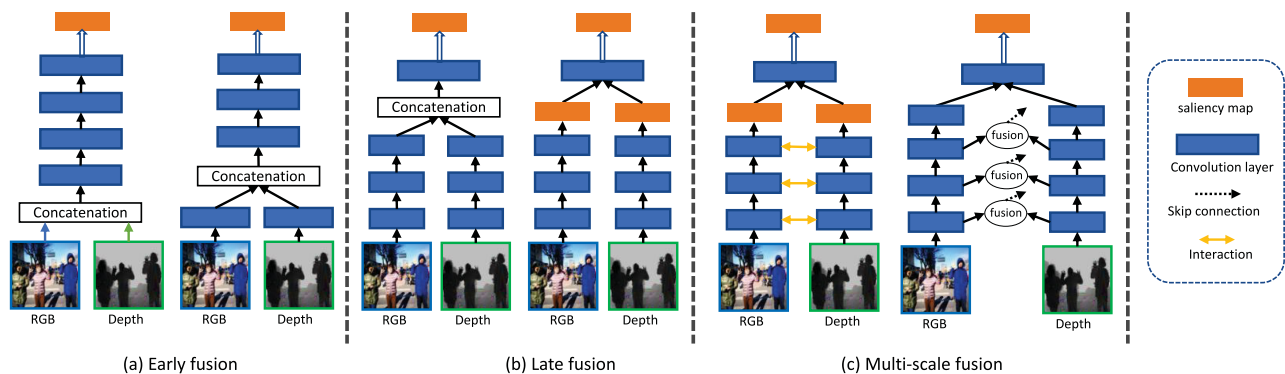 Concatenation
RGB
Depth
Concatenation
RGB
Depth
(a) Early fusion
Concatenation
RGB
Depth
RGB
Depth
(b) Late fusion
RGB
Depth
fusion
fusion
fusion
RGB
Depth
(c) Multi-scale fusion
saliency map
Convolution layer
Skip connection
Interaction